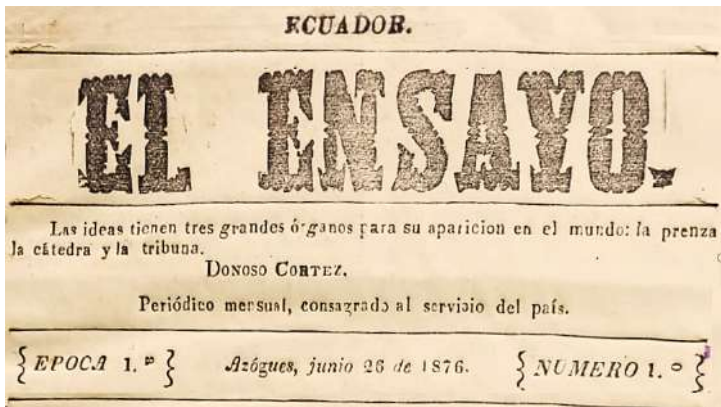 ECUADOR.
EL ENSAYO.
Las ideas tienen tres grandes órganos para su aparicion en el mundo: la prenza
la cátedra y la tribuna.
DONOSO CORTEZ.
Periódico mensual, consagrado al servicio del país.
{EPOCA 1.ª} Azógues, junio 26 de 1876. {NUMERO 1.º}